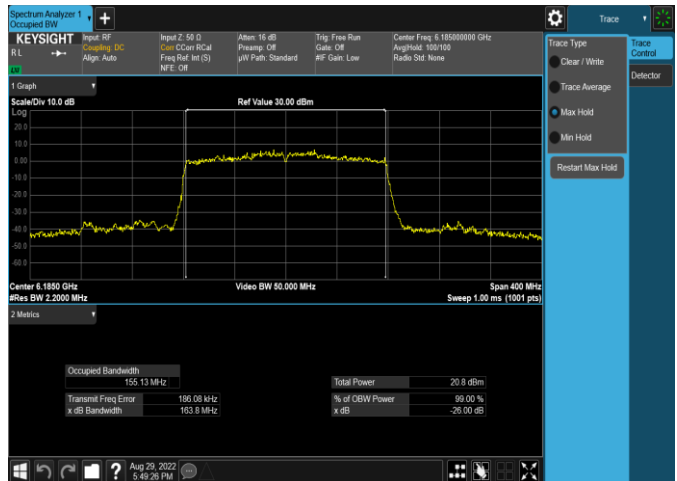 Spectrum Analyzer 1
Occupied BW
Trace
KEYSIGHT
RL
Input: RF
Coupling: DC
Align: Auto
Input Z: 50 Ω
Corr CCorr RCal
Freq Ref: Int (S)
NFE: Off
Atten: 16 dB
Preamp: Off
µW Path: Standard
Trig: Free Run
Gate: Off
#IF Gain: Low
Center Freq: 6.185000000 GHz
Avg|Hold: 100/100
Radio Std: None
Trace Type
Clear / Write
Trace Average
Max Hold
Min Hold
Restart Max Hold
Trace
Control
Detector
1 Graph
Scale/Div 10.0 dB
Ref Value 30.00 dBm
Log
20.0
10.0
0.00
-10.0
-20.0
-30.0
-40.0
-50.0
-60.0
Center 6.1850 GHz
Video BW 50.000 MHz
Span 400 MHz
#Res BW 2.2000 MHz
Sweep 1.00 ms (1001 pts)
2 Metrics
Occupied Bandwidth
155.13 MHz
Total Power 20.8 dBm
Transmit Freq Error 186.08 kHz
% of OBW Power 99.00 %
x dB Bandwidth 163.8 MHz
x dB -26.00 dB
Aug 29, 2022
5:49:26 PM